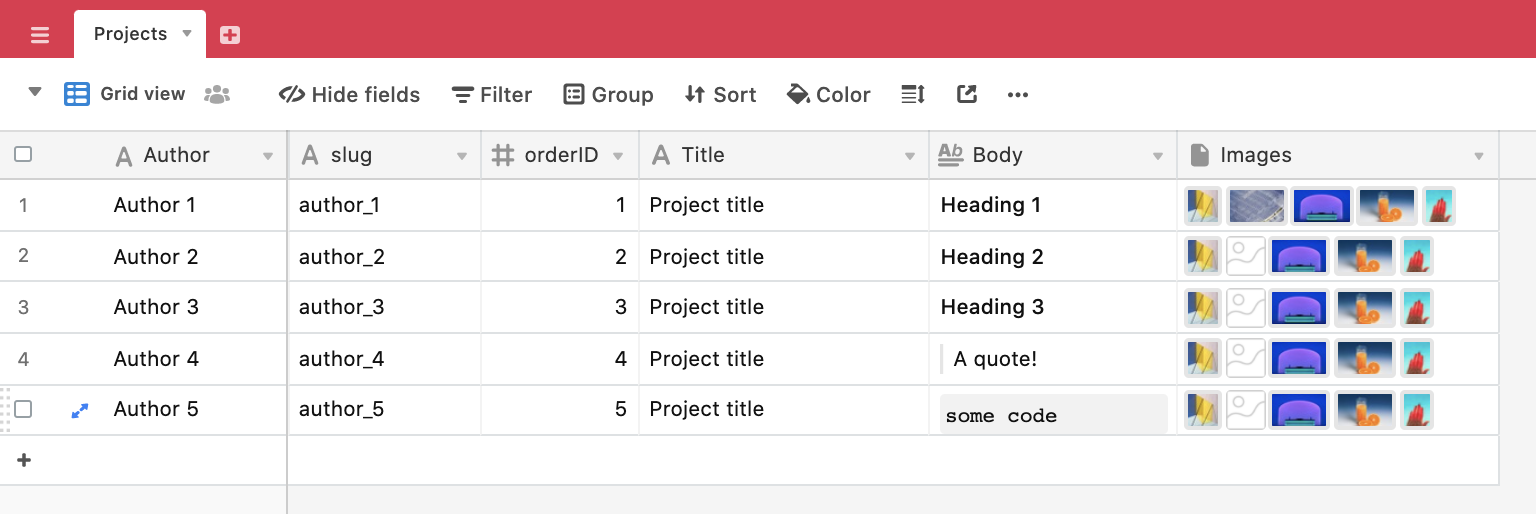 Projects
Grid view Hide fields Filter Group Sort Color
A Author A slug orderID A Title Ab Body Images
1 Author 1 author_1 1 Project title Heading 1
2 Author 2 author_2 2 Project title Heading 2
3 Author 3 author_3 3 Project title Heading 3
4 Author 4 author_4 4 Project title A quote!
Author 5 author_5 5 Project title some code